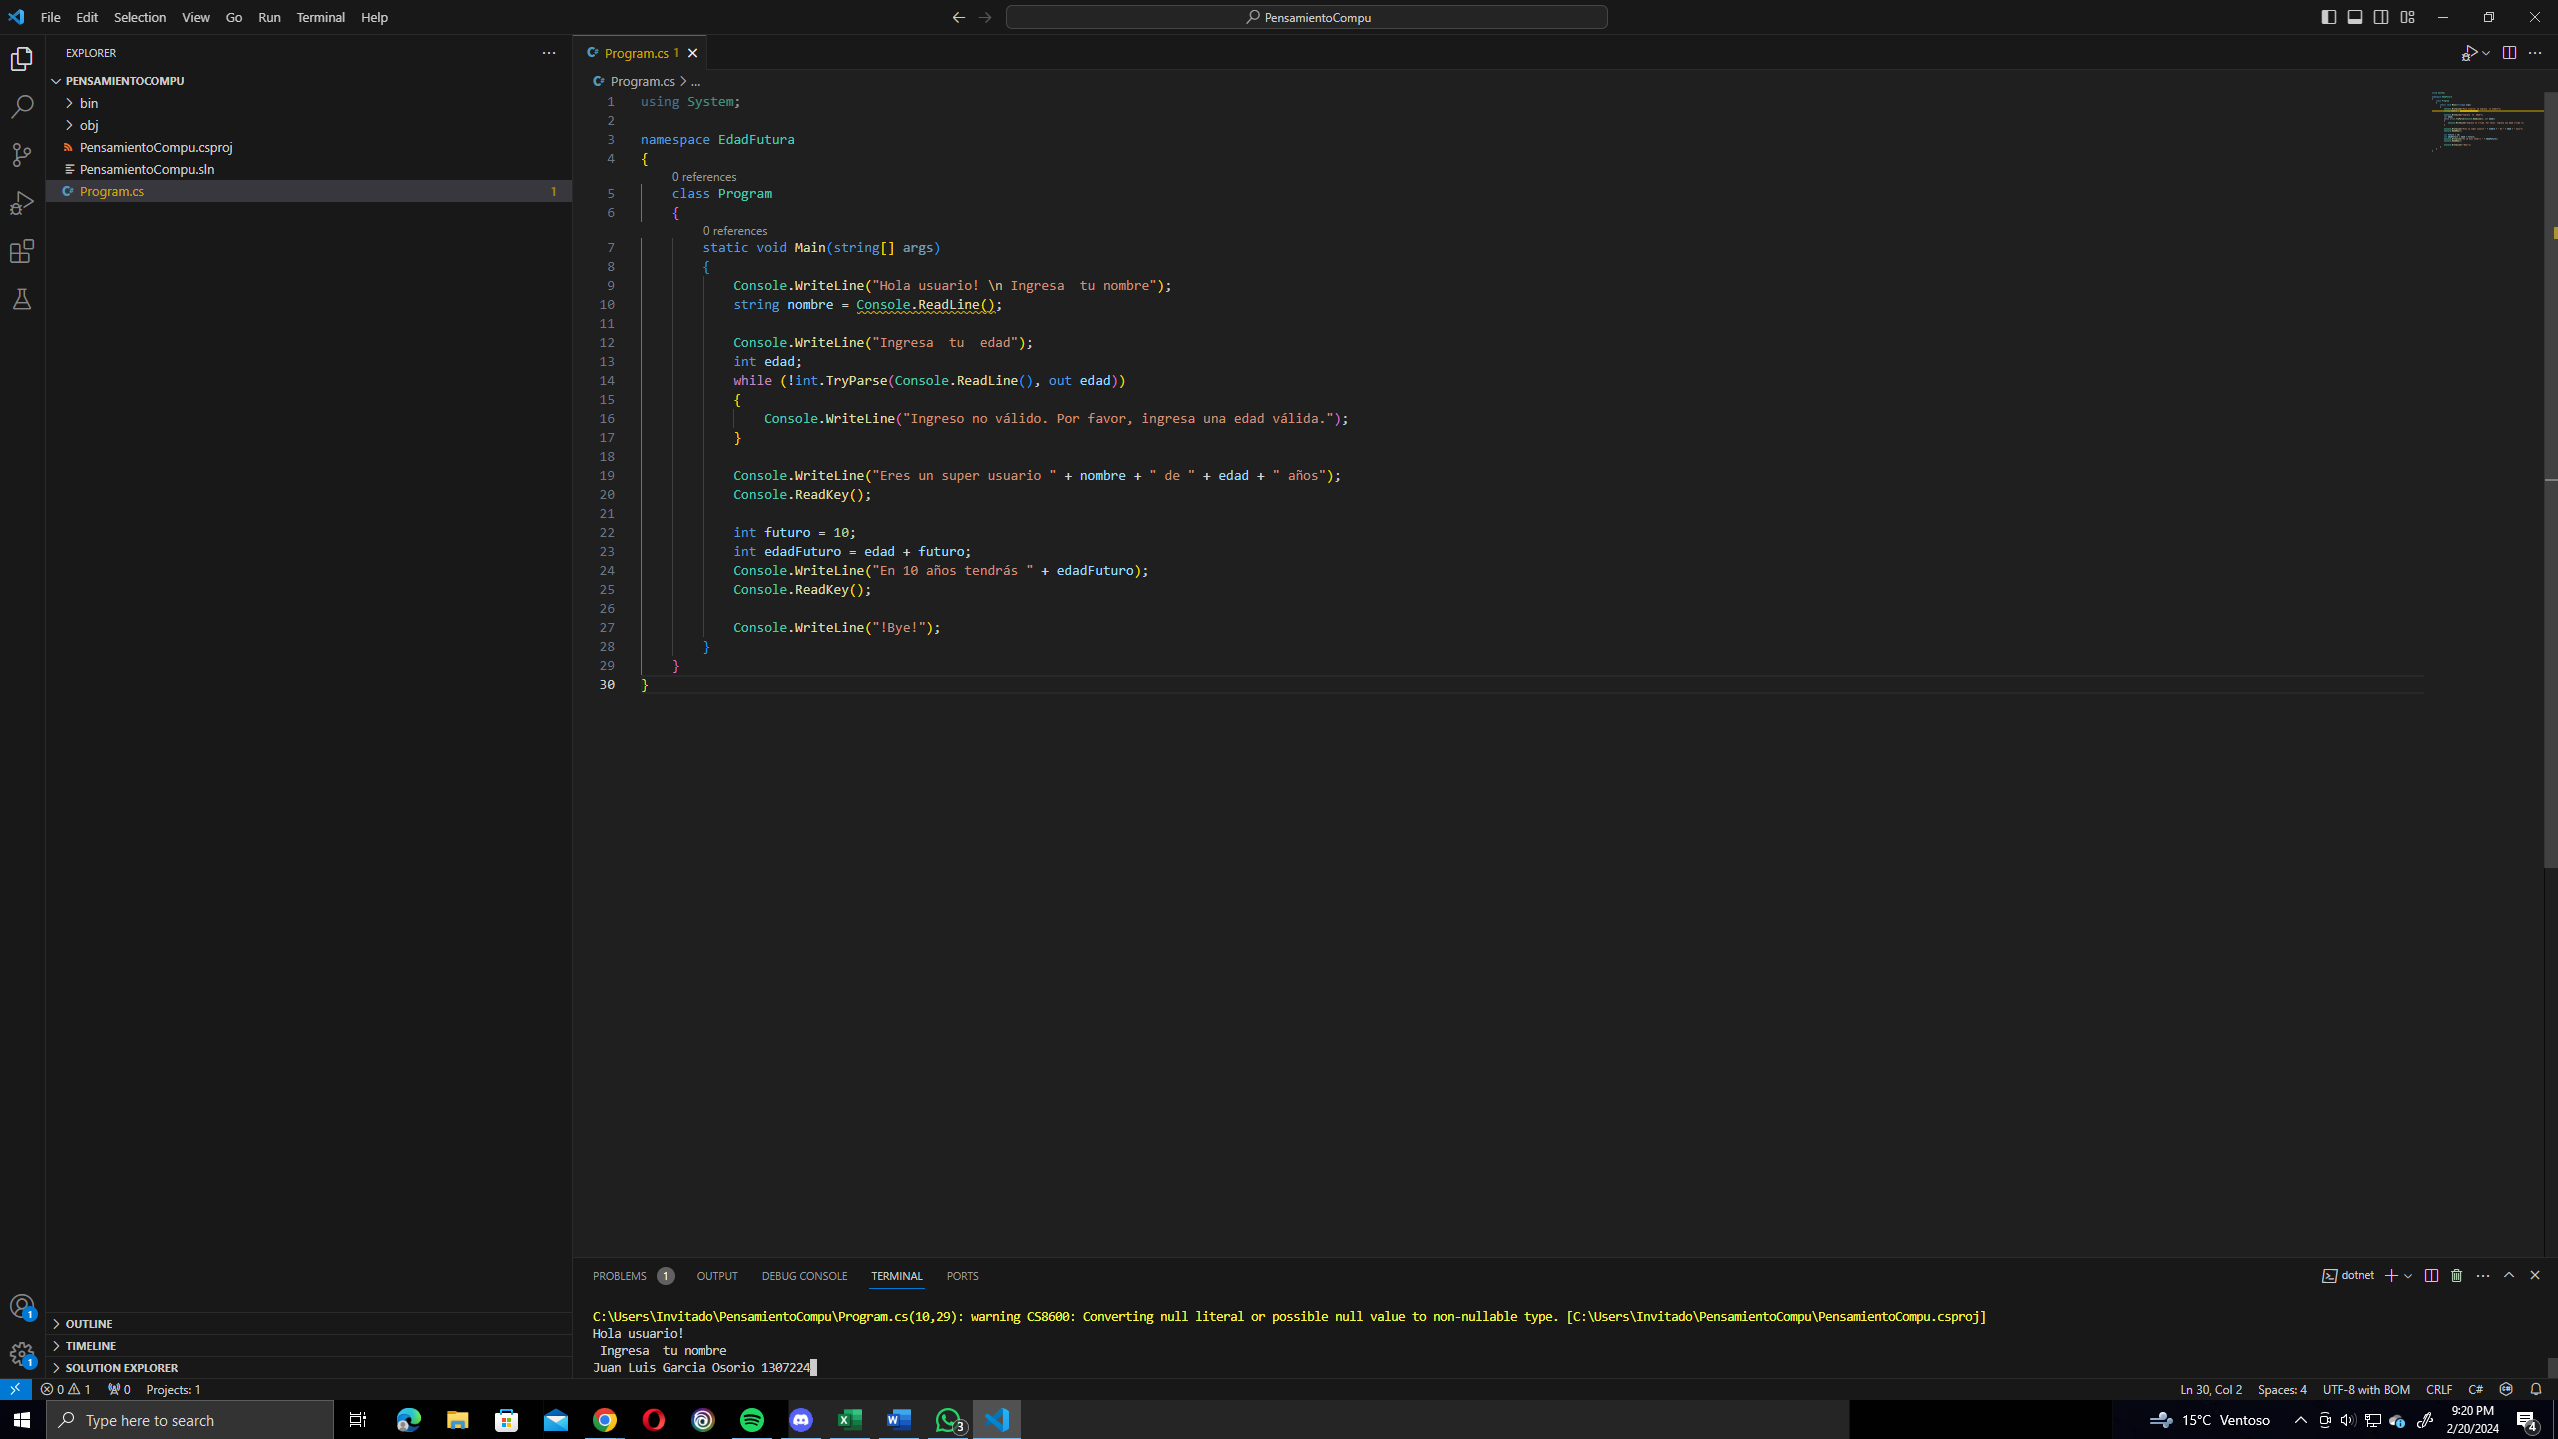 File Edit Selection View Go Run Terminal Help
PensamientoCompu
EXPLORER
PENSAMIENTOCOMPU
bin
obj
PensamientoCompu.csproj
PensamientoCompu.sln
Program.cs 1
OUTLINE
TIMELINE
SOLUTION EXPLORER
Program.cs 1
Program.cs > ...
1 using System;
2
3 namespace EdadFutura
4 {
0 references
5 class Program
6 {
0 references
7 static void Main(string[] args)
8 {
9 Console.WriteLine("Hola usuario! \n Ingresa  tu nombre");
10 string nombre = Console.ReadLine();
11
12 Console.WriteLine("Ingresa  tu  edad");
13 int edad;
14 while (!int.TryParse(Console.ReadLine(), out edad))
15 {
16 Console.WriteLine("Ingreso no válido. Por favor, ingresa una edad válida.");
17 }
18
19 Console.WriteLine("Eres un super usuario " + nombre + " de " + edad + " años");
20 Console.ReadKey();
21
22 int futuro = 10;
23 int edadFuturo = edad + futuro;
24 Console.WriteLine("En 10 años tendrás " + edadFuturo);
25 Console.ReadKey();
26
27 Console.WriteLine("!Bye!");
28 }
29 }
30 }
PROBLEMS 1 OUTPUT DEBUG CONSOLE TERMINAL PORTS
dotnet
C:\Users\Invitado\PensamientoCompu\Program.cs(10,29): warning CS8600: Converting null literal or possible null value to non-nullable type. [C:\Users\Invitado\PensamientoCompu\PensamientoCompu.csproj]
Hola usuario!
Ingresa  tu nombre
Juan Luis Garcia Osorio 1307224
1
1
0 1 0 Projects: 1
Ln 30, Col 2 Spaces: 4 UTF-8 with BOM CRLF C#
Type here to search
3
15°C Ventoso
9:20 PM
2/20/2024
4